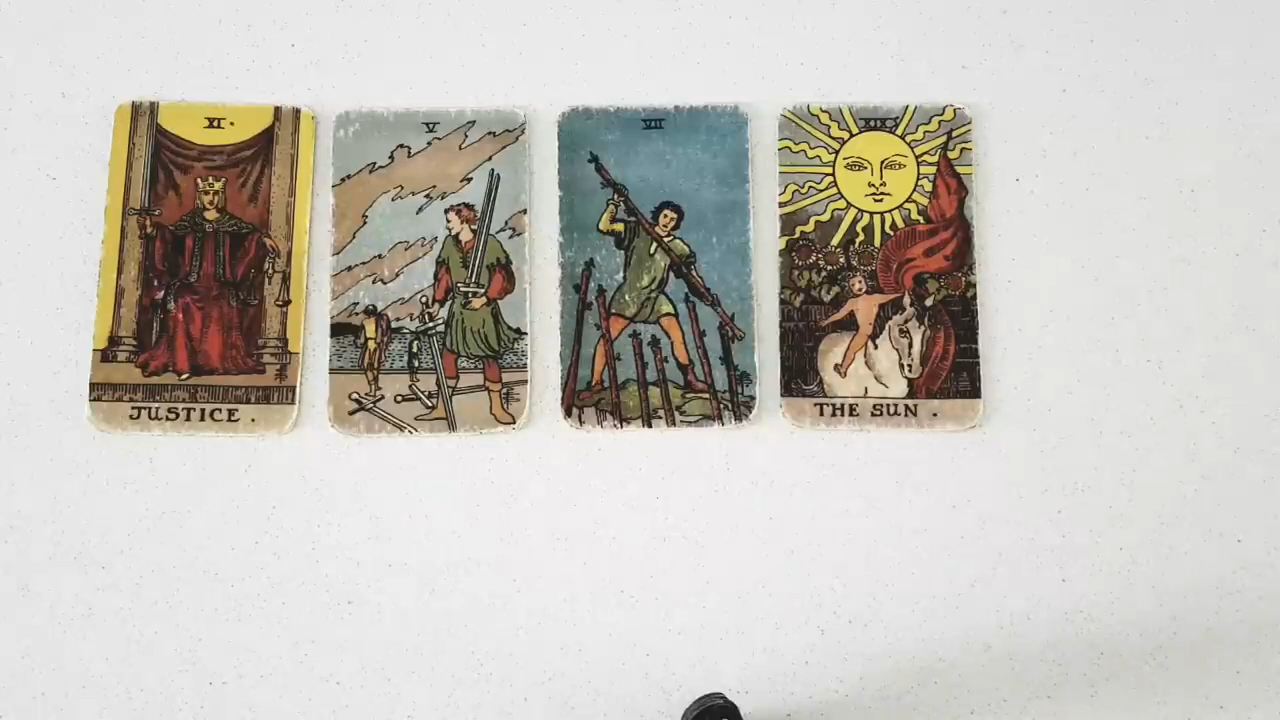 XI.
JUSTICE.
V
VII
XIX
THE SUN.